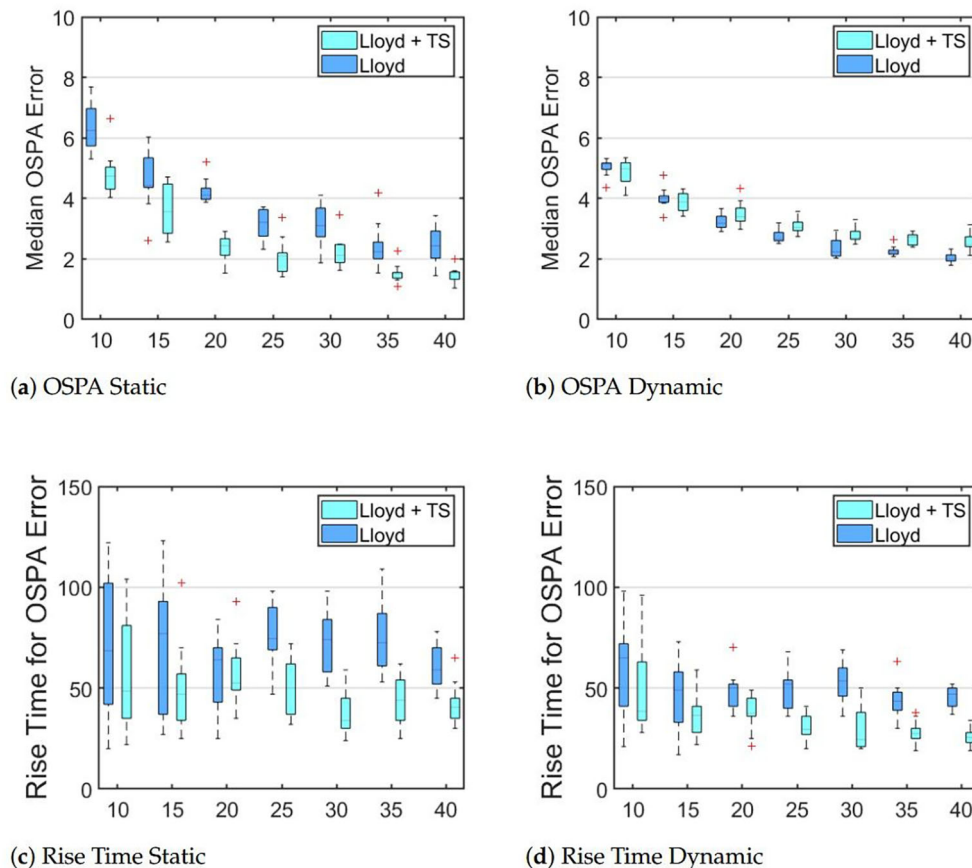 Median OSPA Error
10
8
6
4
2
0
Lloyd + TS
Lloyd
10 15 20 25 30 35 40
(a) OSPA Static
Median OSPA Error
10
8
6
4
2
0
Lloyd + TS
Lloyd
10 15 20 25 30 35 40
(b) OSPA Dynamic
Rise Time for OSPA Error
150
100
50
0
Lloyd + TS
Lloyd
10 15 20 25 30 35 40
(c) Rise Time Static
Rise Time for OSPA Error
150
100
50
0
Lloyd + TS
Lloyd
10 15 20 25 30 35 40
(d) Rise Time Dynamic